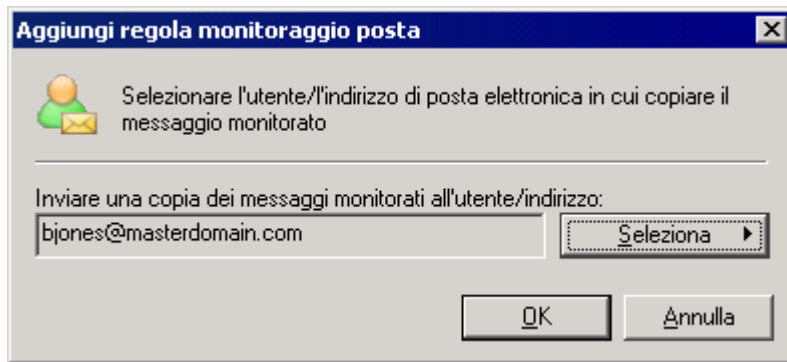 Aggiungi regola monitoraggio posta
Selezionare l'utente/l'indirizzo di posta elettronica in cui copiare il
messaggio monitorato
Inviare una copia dei messaggi monitorati all'utente/indirizzo:
bjones@masterdomain.com
Seleziona
OK
Annulla